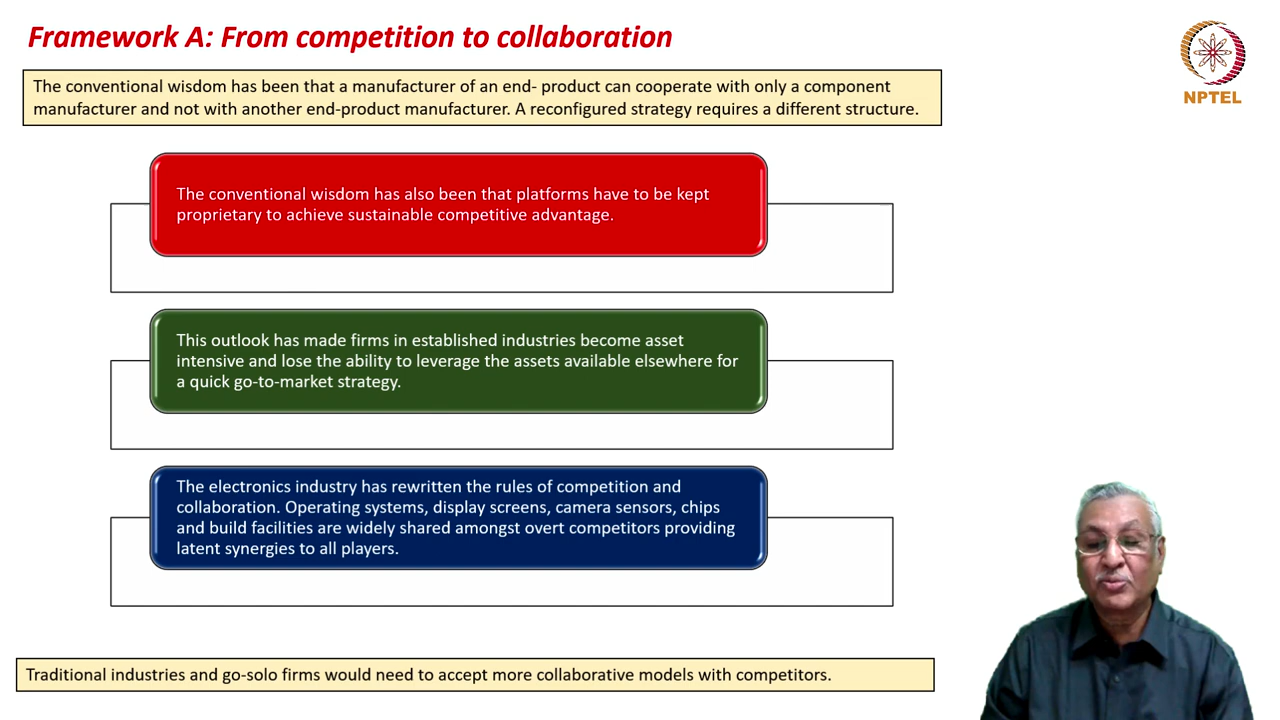 Framework A: From competition to collaboration
NPTEL
The conventional wisdom has been that a manufacturer of an end- product can cooperate with only a component
manufacturer and not with another end-product manufacturer. A reconfigured strategy requires a different structure.
The conventional wisdom has also been that platforms have to be kept
proprietary to achieve sustainable competitive advantage.
This outlook has made firms in established industries become asset
intensive and lose the ability to leverage the assets available elsewhere for
a quick go-to-market strategy.
The electronics industry has rewritten the rules of competition and
collaboration. Operating systems, display screens, camera sensors, chips
and build facilities are widely shared amongst overt competitors providing
latent synergies to all players.
Traditional industries and go-solo firms would need to accept more collaborative models with competitors.